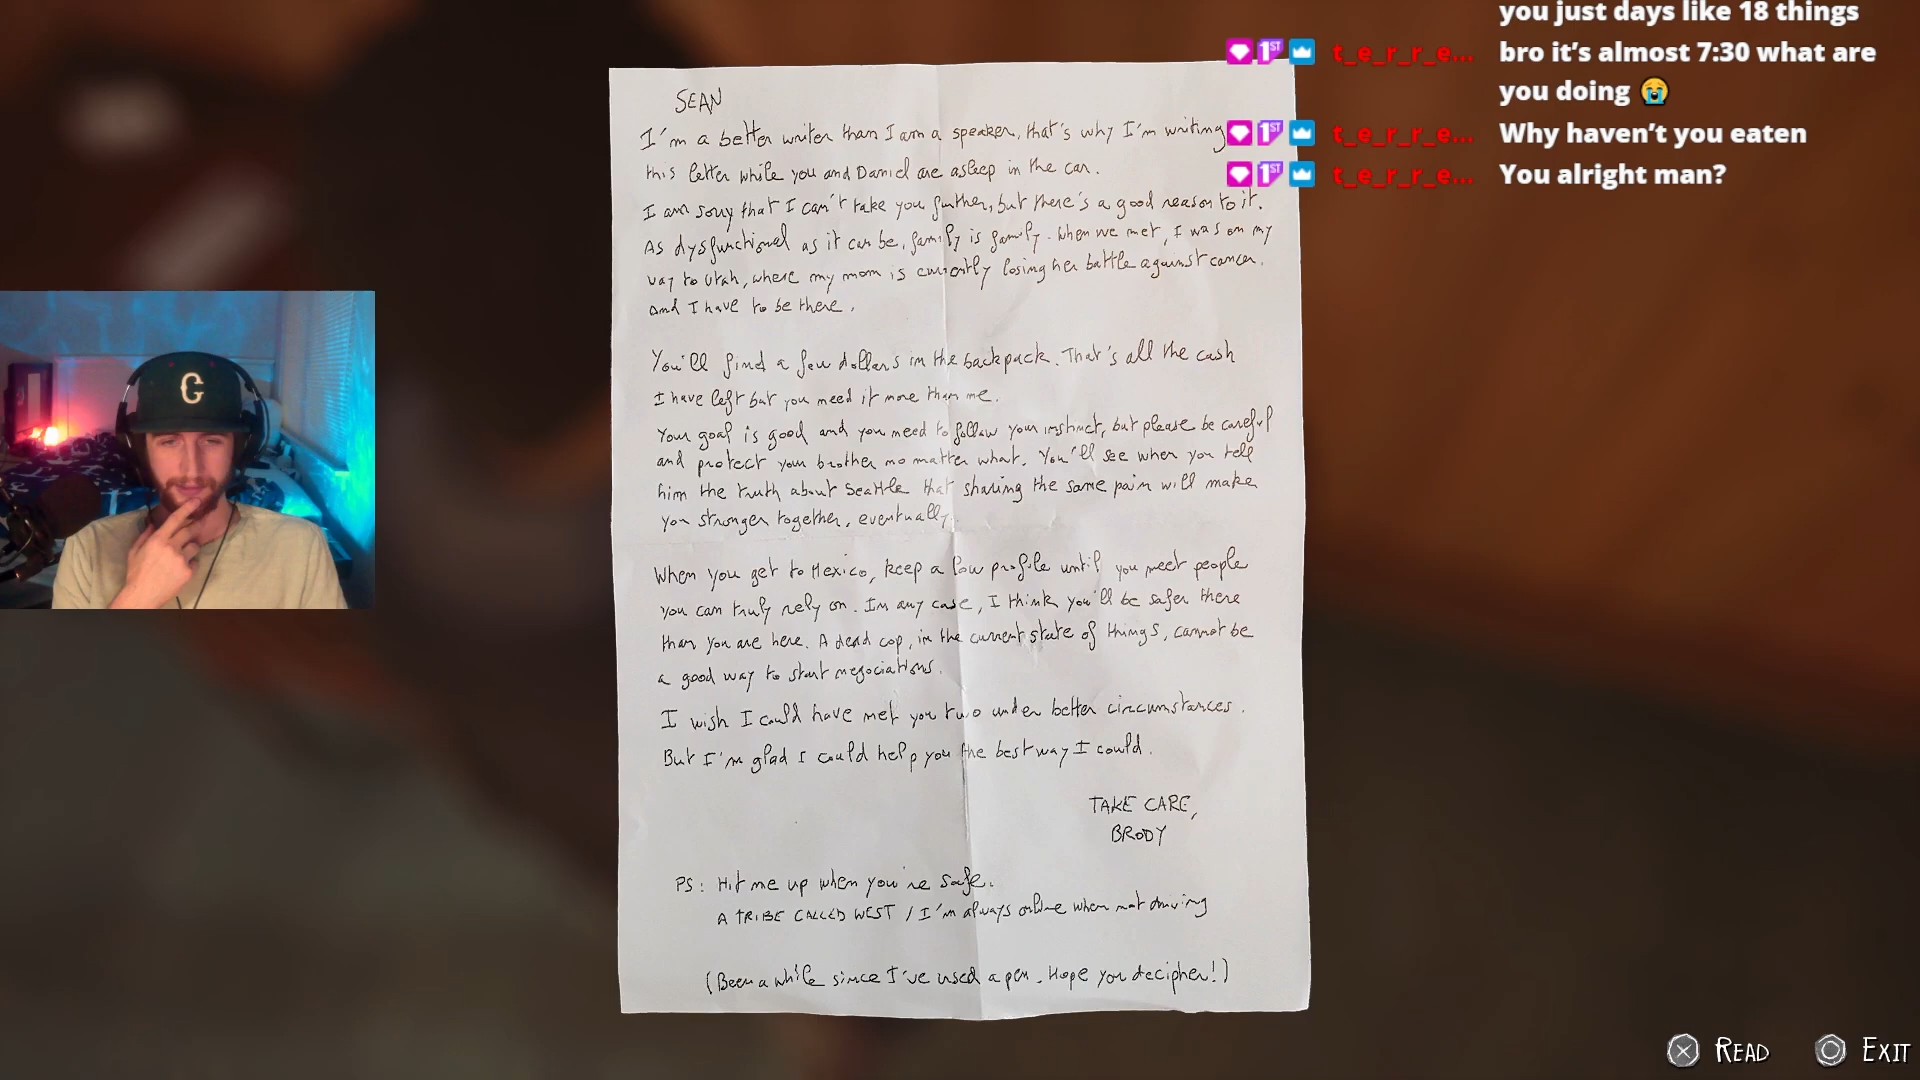 you just days like 18 things
t_e_r_r_e... bro it's almost 7:30 what are
you doing 😭
t_e_r_r_e... Why haven't you eaten
t_e_r_r_e... You alright man?
1ST
1ST
1ST
G
SEAN
I'm a better writer than I am a speaker, that's why I'm writing
this letter while you and Daniel are asleep in the car.
I am sorry that I can't take you further, but there's a good reason to it.
As dysfunctional as it can be, family is family. When we met, I was on my
way to Utah, where my mom is currently losing her battle against cancer.
and I have to be there.
You'll find a few dollars in the backpack. That's all the cash
I have left but you need it more than me.
Your goal is good and you need to follow your instinct, but please be careful
and protect your brother no matter what. You'll see when you tell
him the truth about Seattle that sharing the same pain will make
you stronger together, eventually.
When you get to Mexico, keep a low profile until you meet people
you can truly rely on. In any case, I think you'll be safer there
than you are here. A dead cop, in the current state of things, cannot be
a good way to start negociations.
I wish I could have met you two under better circumstances.
But I'm glad I could help you the best way I could.
TAKE CARE,
BRODY
PS: Hit me up when you're safe.
A TRIBE CALLED WEST / I'm always online when not driving
(Been a while since I've used a pen. Hope you decipher!)
READ
EXIT